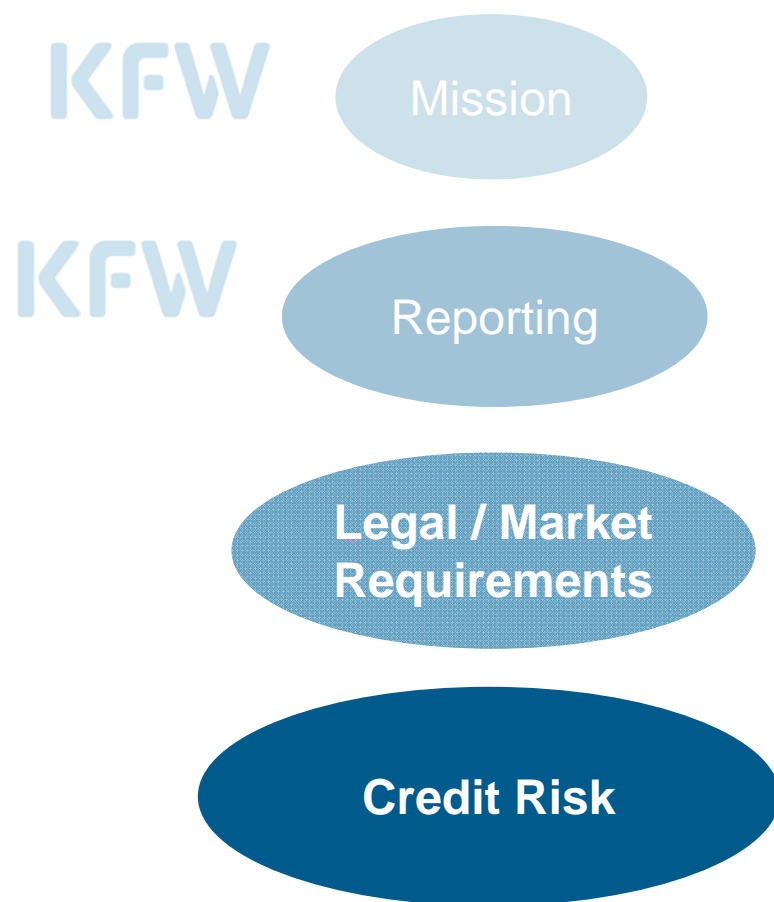 KFW
Mission
KFW
Reporting
Legal / Market
Requirements
Credit Risk